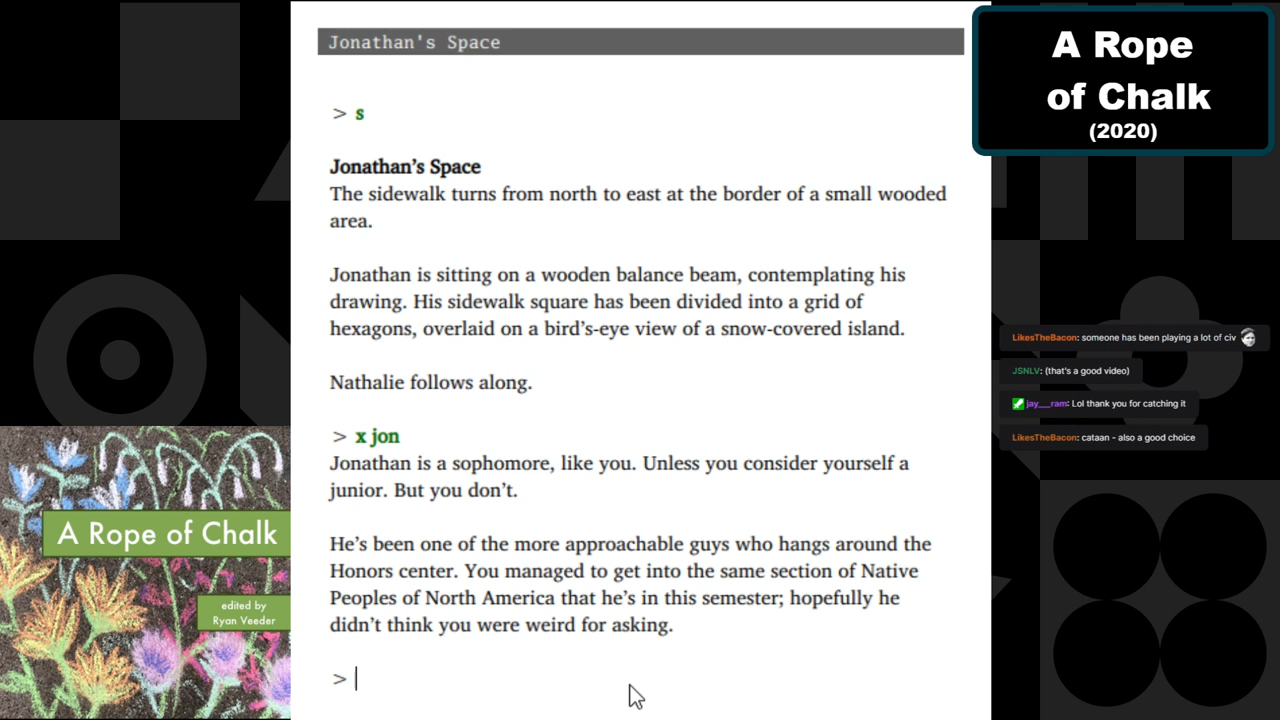 Jonathan's Space
> s
Jonathan’s Space
The sidewalk turns from north to east at the border of a small wooded
area.
Jonathan is sitting on a wooden balance beam, contemplating his
drawing. His sidewalk square has been divided into a grid of
hexagons, overlaid on a bird’s-eye view of a snow-covered island.
Nathalie follows along.
> x jon
Jonathan is a sophomore, like you. Unless you consider yourself a
junior. But you don’t.
He’s been one of the more approachable guys who hangs around the
Honors center. You managed to get into the same section of Native
Peoples of North America that he’s in this semester; hopefully he
didn’t think you were weird for asking.
>
A Rope
of Chalk
(2020)
LikesTheBacon: someone has been playing a lot of civ
JSNLV: (that's a good video)
jay__ram: Lol thank you for catching it
LikesTheBacon: cataan - also a good choice
A Rope of Chalk
edited by
Ryan Veeder